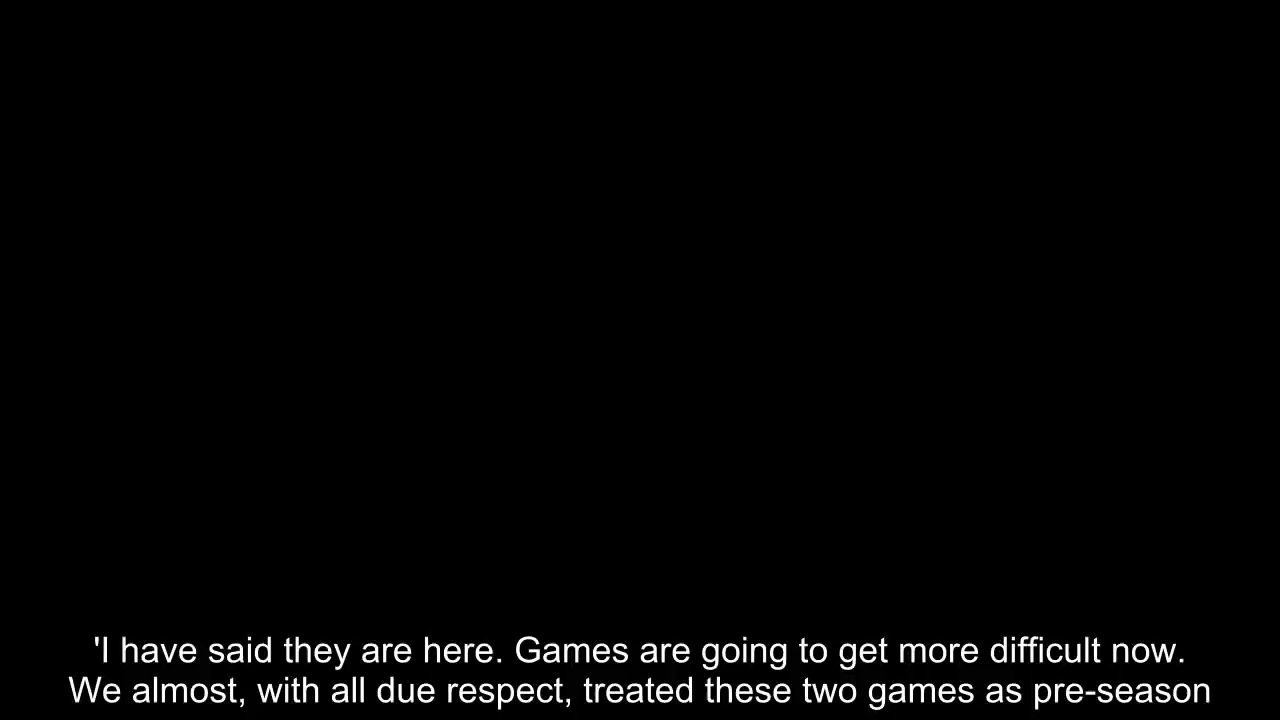 'I have said they are here. Games are going to get more difficult now.
We almost, with all due respect, treated these two games as pre-season